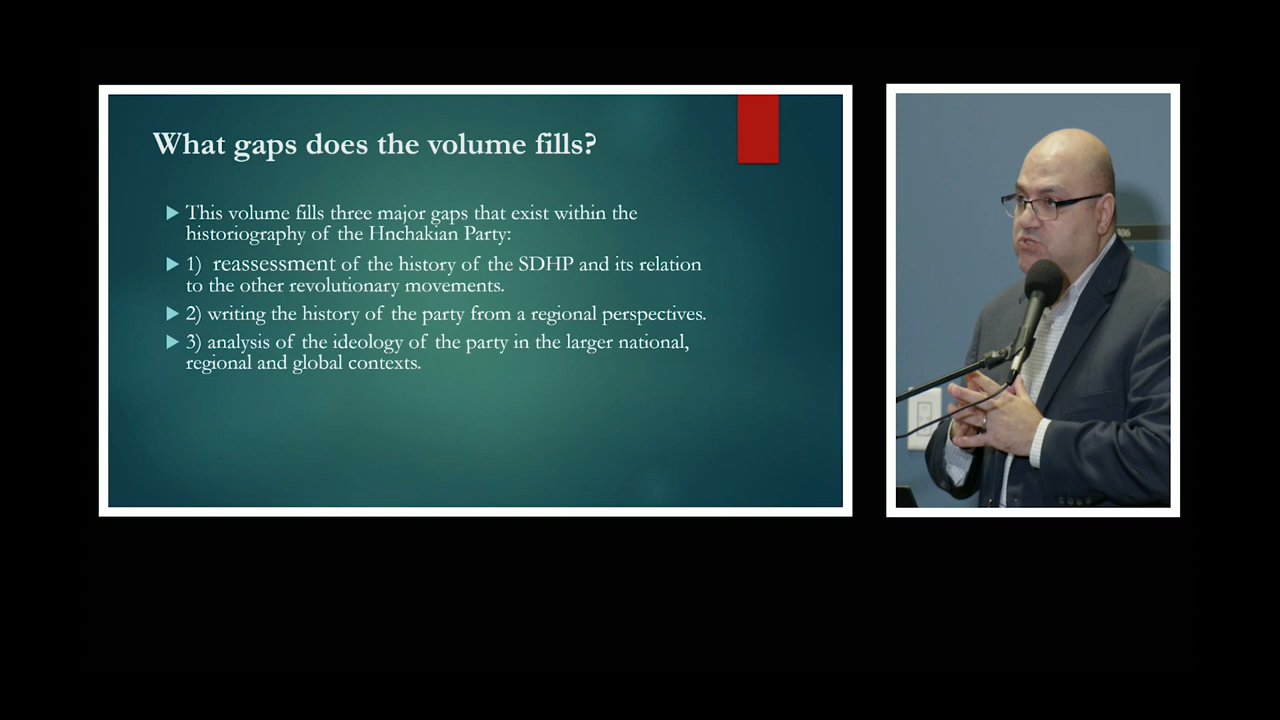 What gaps does the volume fills?
This volume fills three major gaps that exist within the
historiography of the Hnchakian Party:
1) reassessment of the history of the SDHP and its relation
to the other revolutionary movements.
2) writing the history of the party from a regional perspectives.
3) analysis of the ideology of the party in the larger national,
regional and global contexts.